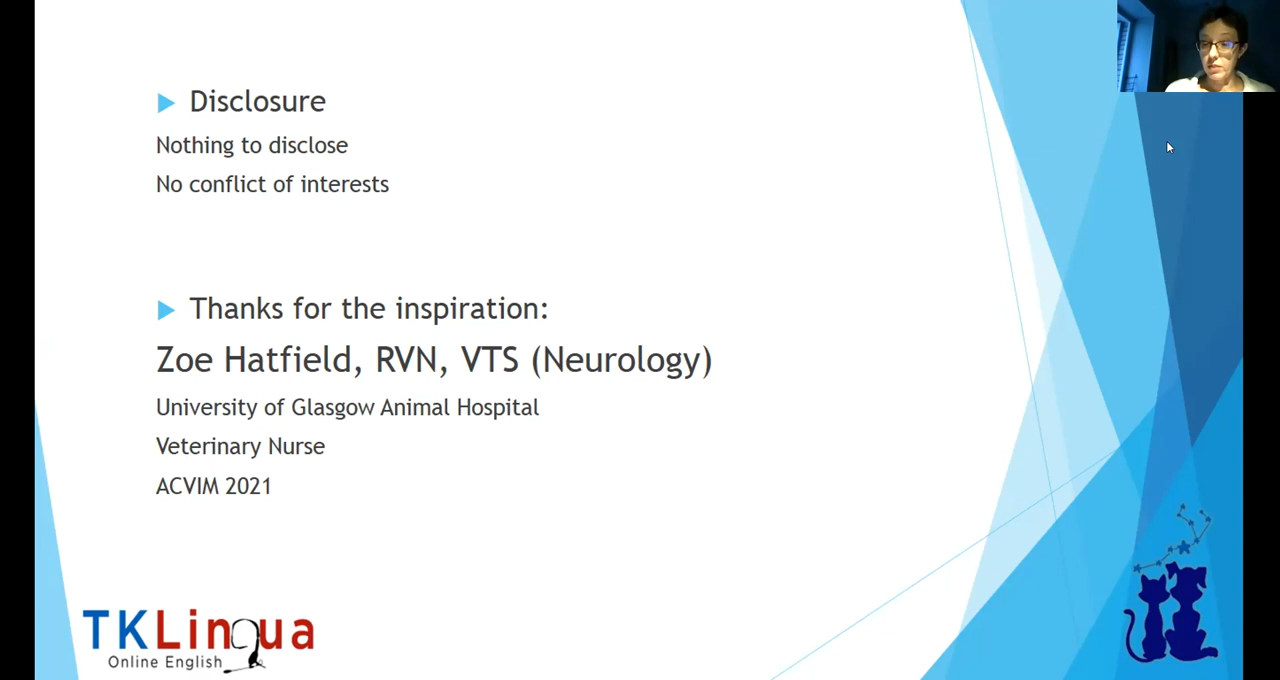 Disclosure
Nothing to disclose
No conflict of interests
Thanks for the inspiration:
Zoe Hatfield, RVN, VTS (Neurology)
University of Glasgow Animal Hospital
Veterinary Nurse
ACVIM 2021
TKLingua
Online English